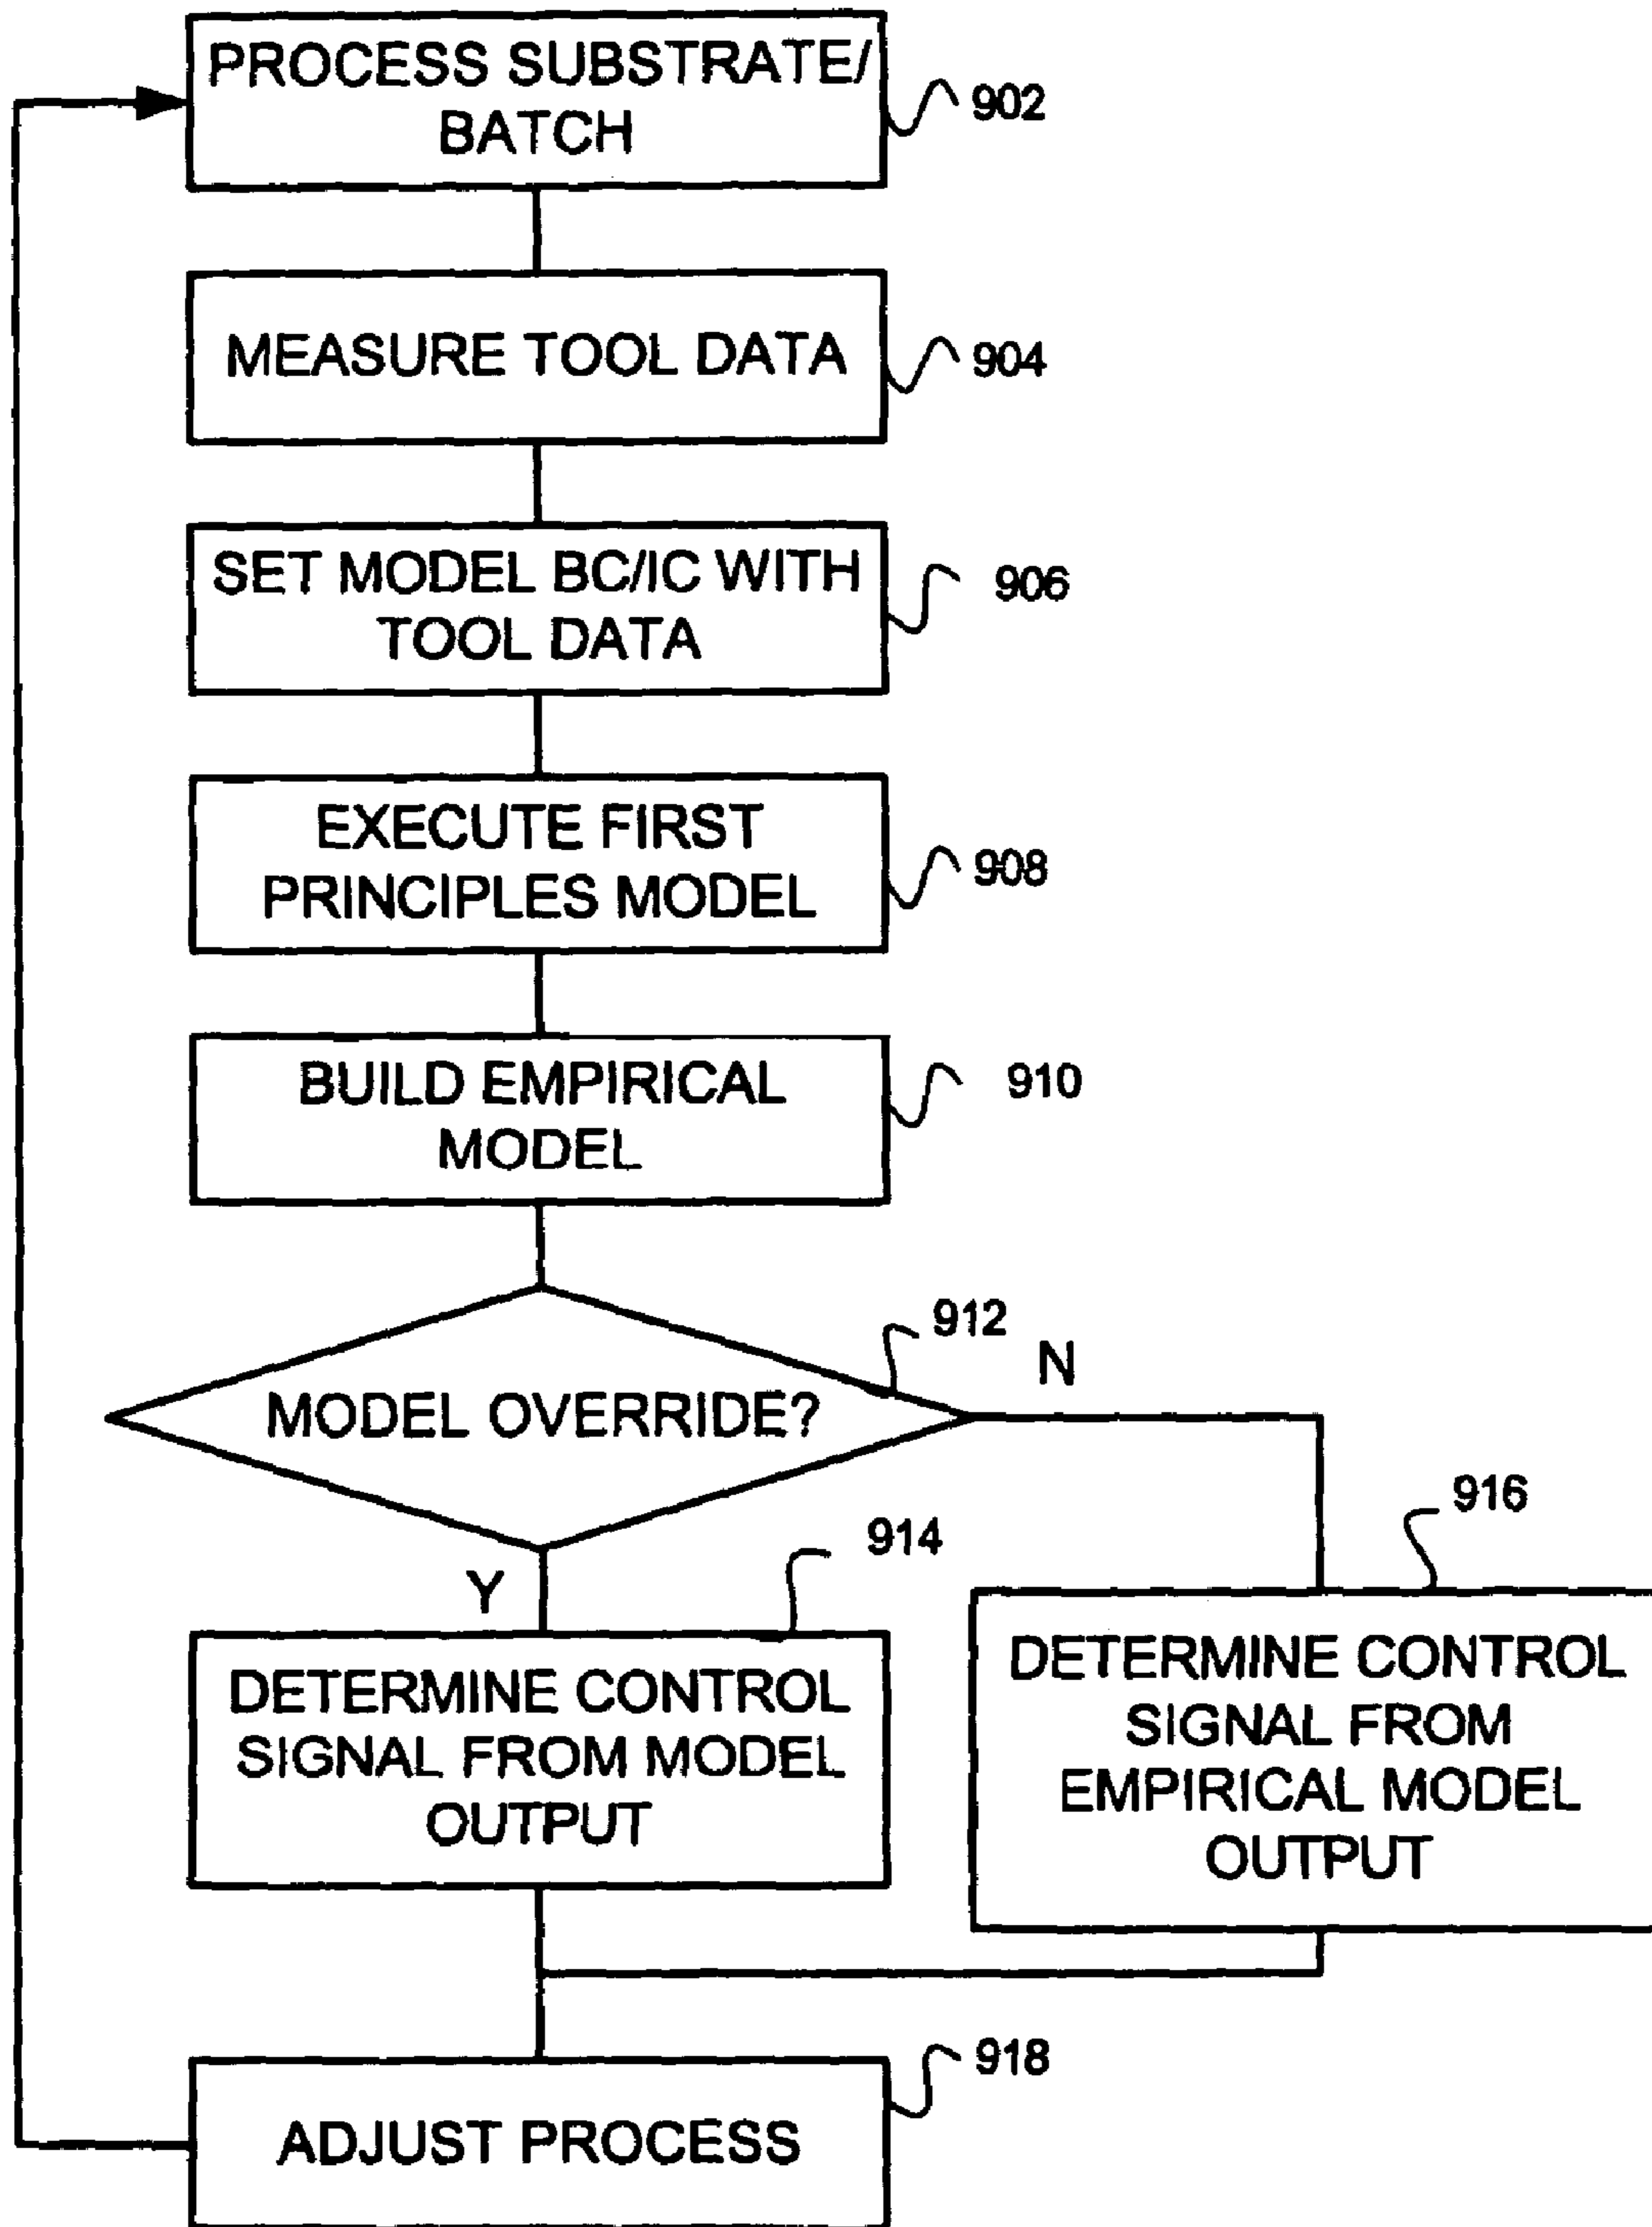 PROCESS SUBSTRATE/
BATCH
902
MEASURE TOOL DATA
904
SET MODEL BC/IC WITH
TOOL DATA
906
EXECUTE FIRST
PRINCIPLES MODEL
908
BUILD EMPIRICAL
MODEL
910
912
MODEL OVERRIDE?
N
Y
914
916
DETERMINE CONTROL
SIGNAL FROM MODEL
OUTPUT
DETERMINE CONTROL
SIGNAL FROM
EMPIRICAL MODEL
OUTPUT
918
ADJUST PROCESS